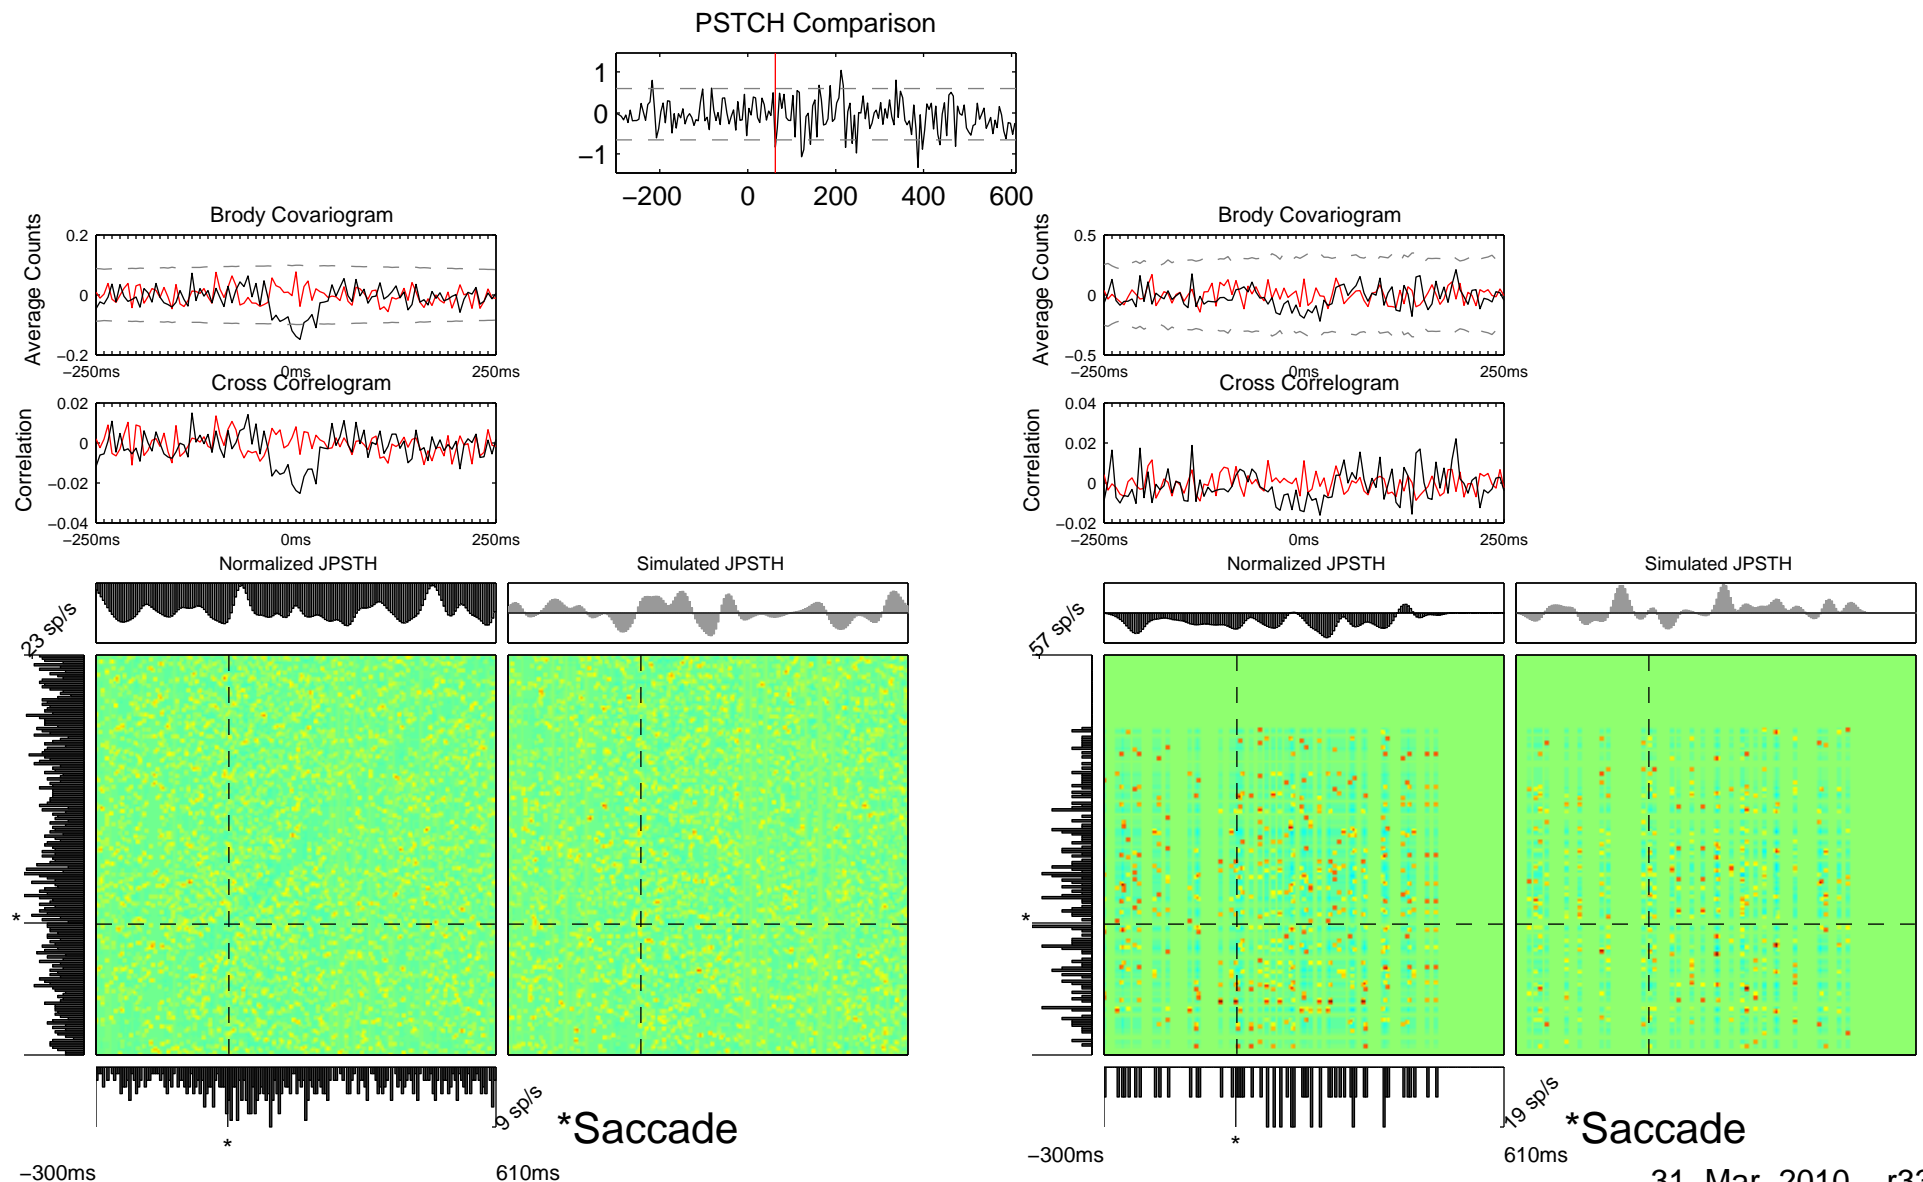 PSTCH Comparison
1
0
−1
−200 0 200 400 600
Brody Covariogram
Average Counts
0.2
0
−0.2
−250ms 0ms 250ms
Cross Correlogram
Correlation
0.02
0
−0.02
−0.04
−250ms 0ms 250ms
Normalized JPSTH
Simulated JPSTH
23 sp/s
*
*
9 sp/s
*Saccade
−300ms 610ms
Brody Covariogram
Average Counts
0.5
0
−0.5
−250ms 0ms 250ms
Cross Correlogram
Correlation
0.04
0.02
0
−0.02
−250ms 0ms 250ms
Normalized JPSTH
Simulated JPSTH
57 sp/s
*
*
19 sp/s
*Saccade
−300ms 610ms